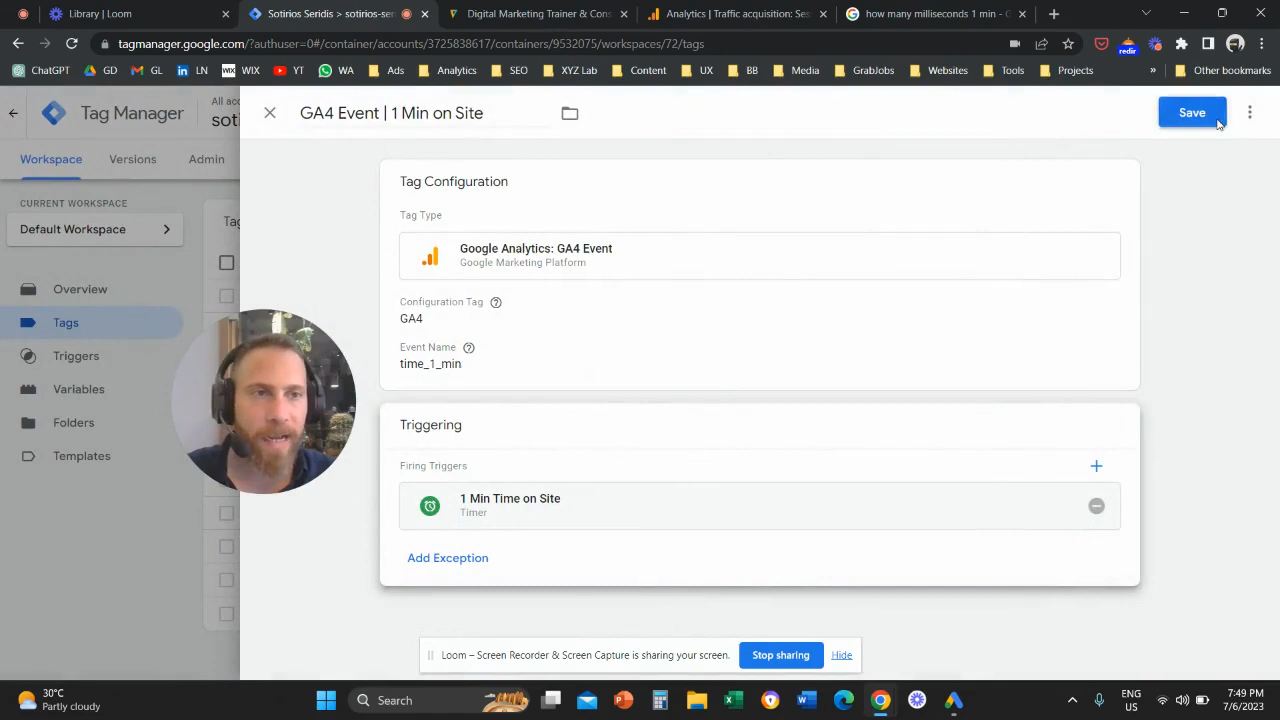 Library | Loom
Sotirios Seridis > sotirios-ser
Digital Marketing Trainer & Cons
Analytics | Traffic acquisition: Ses
how many milliseconds 1 min - G
tagmanager.google.com/?authuser=0#/container/accounts/3725838617/containers/9532075/workspaces/72/tags
redir
ChatGPT GD GL LN WIX YT WA Ads Analytics SEO XYZ Lab Content UX BB Media GrabJobs Websites Tools Projects » Other bookmarks
Tag Manager
All acc
soti
GA4 Event | 1 Min on Site
Save
Workspace Versions Admin
CURRENT WORKSPACE
Default Workspace
Tag
Overview
Tags
Triggers
Variables
Folders
Templates
Tag Configuration
Tag Type
Google Analytics: GA4 Event
Google Marketing Platform
Configuration Tag
GA4
Event Name
time_1_min
Triggering
Firing Triggers
1 Min Time on Site
Timer
Add Exception
Loom – Screen Recorder & Screen Capture is sharing your screen.
Stop sharing
Hide
30°C
Partly cloudy
Search
ENG
US
7:49 PM
7/6/2023